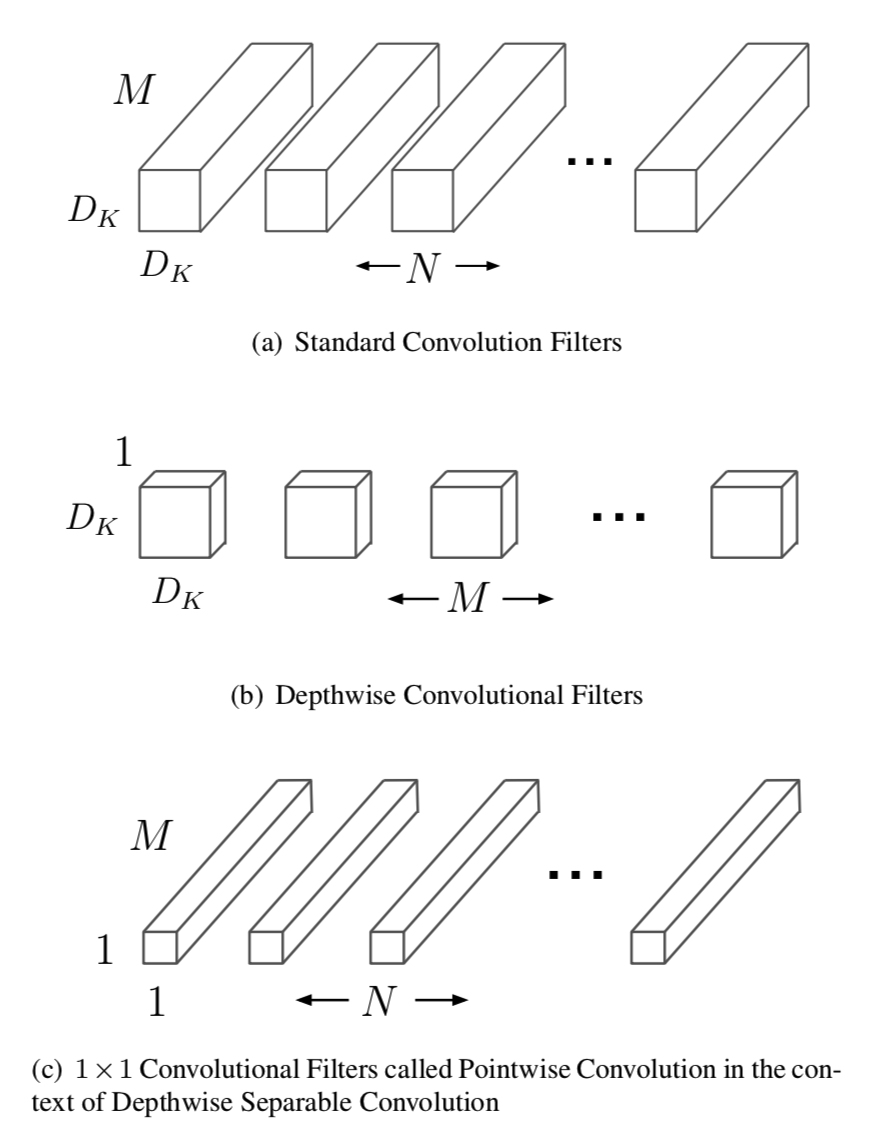 M
D_K
D_K
N
...
(a) Standard Convolution Filters
1
D_K
D_K
M
...
(b) Depthwise Convolutional Filters
M
1
1
N
...
(c) 1 × 1 Convolutional Filters called Pointwise Convolution in the con-
text of Depthwise Separable Convolution